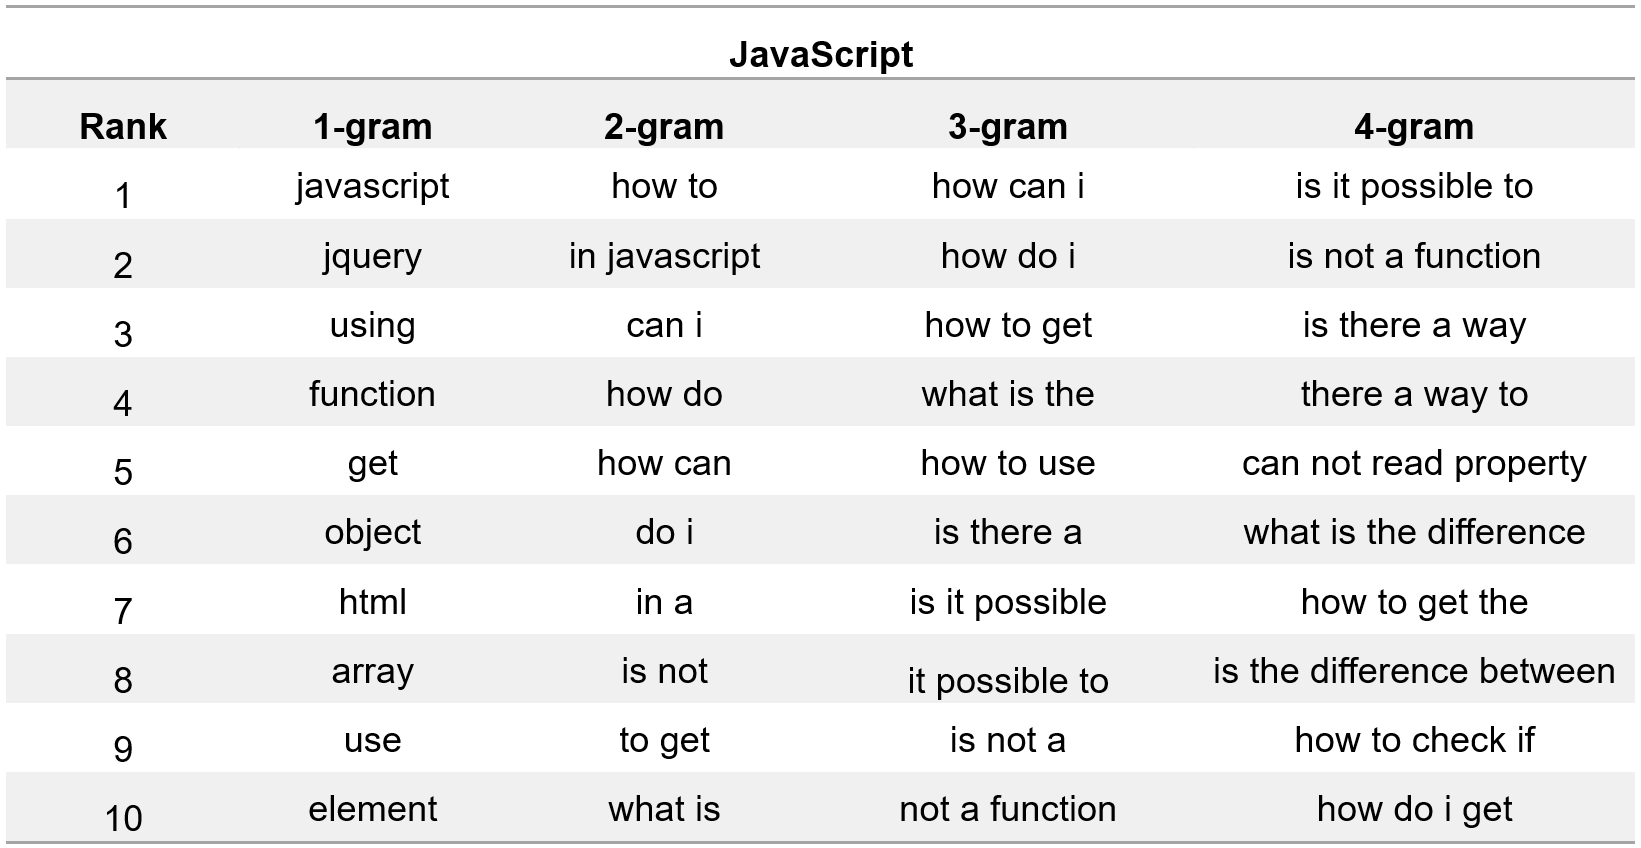 JavaScript
Rank 1-gram 2-gram 3-gram 4-gram
1 javascript how to how can i is it possible to
2 jquery in javascript how do i is not a function
3 using can i how to get is there a way
4 function how do what is the there a way to
5 get how can how to use can not read property
6 object do i is there a what is the difference
7 html in a is it possible how to get the
8 array is not it possible to is the difference between
9 use to get is not a how to check if
10 element what is not a function how do i get